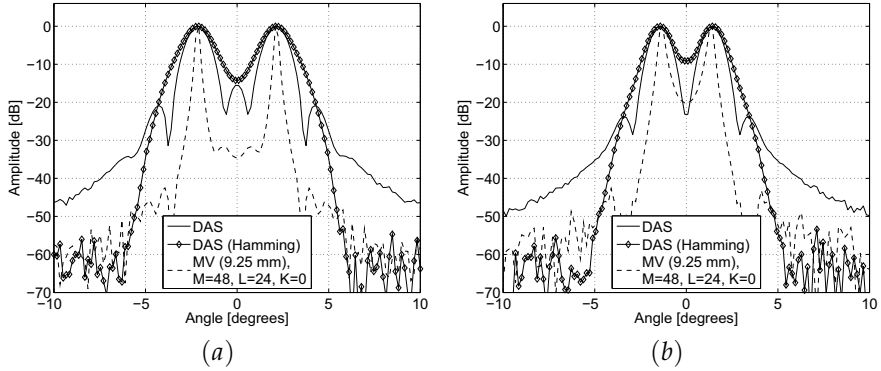 0
−10
−20
−30
−40
−50
−60
−70
Amplitude [dB]
DAS
DAS (Hamming)
MV (9.25 mm),
M=48, L=24, K=0
−10
−5
0
5
10
Angle [degrees]
(a)
0
−10
−20
−30
−40
−50
−60
−70
Amplitude [dB]
DAS
DAS (Hamming)
MV (9.25 mm),
M=48, L=24, K=0
−10
−5
0
5
10
Angle [degrees]
(b)